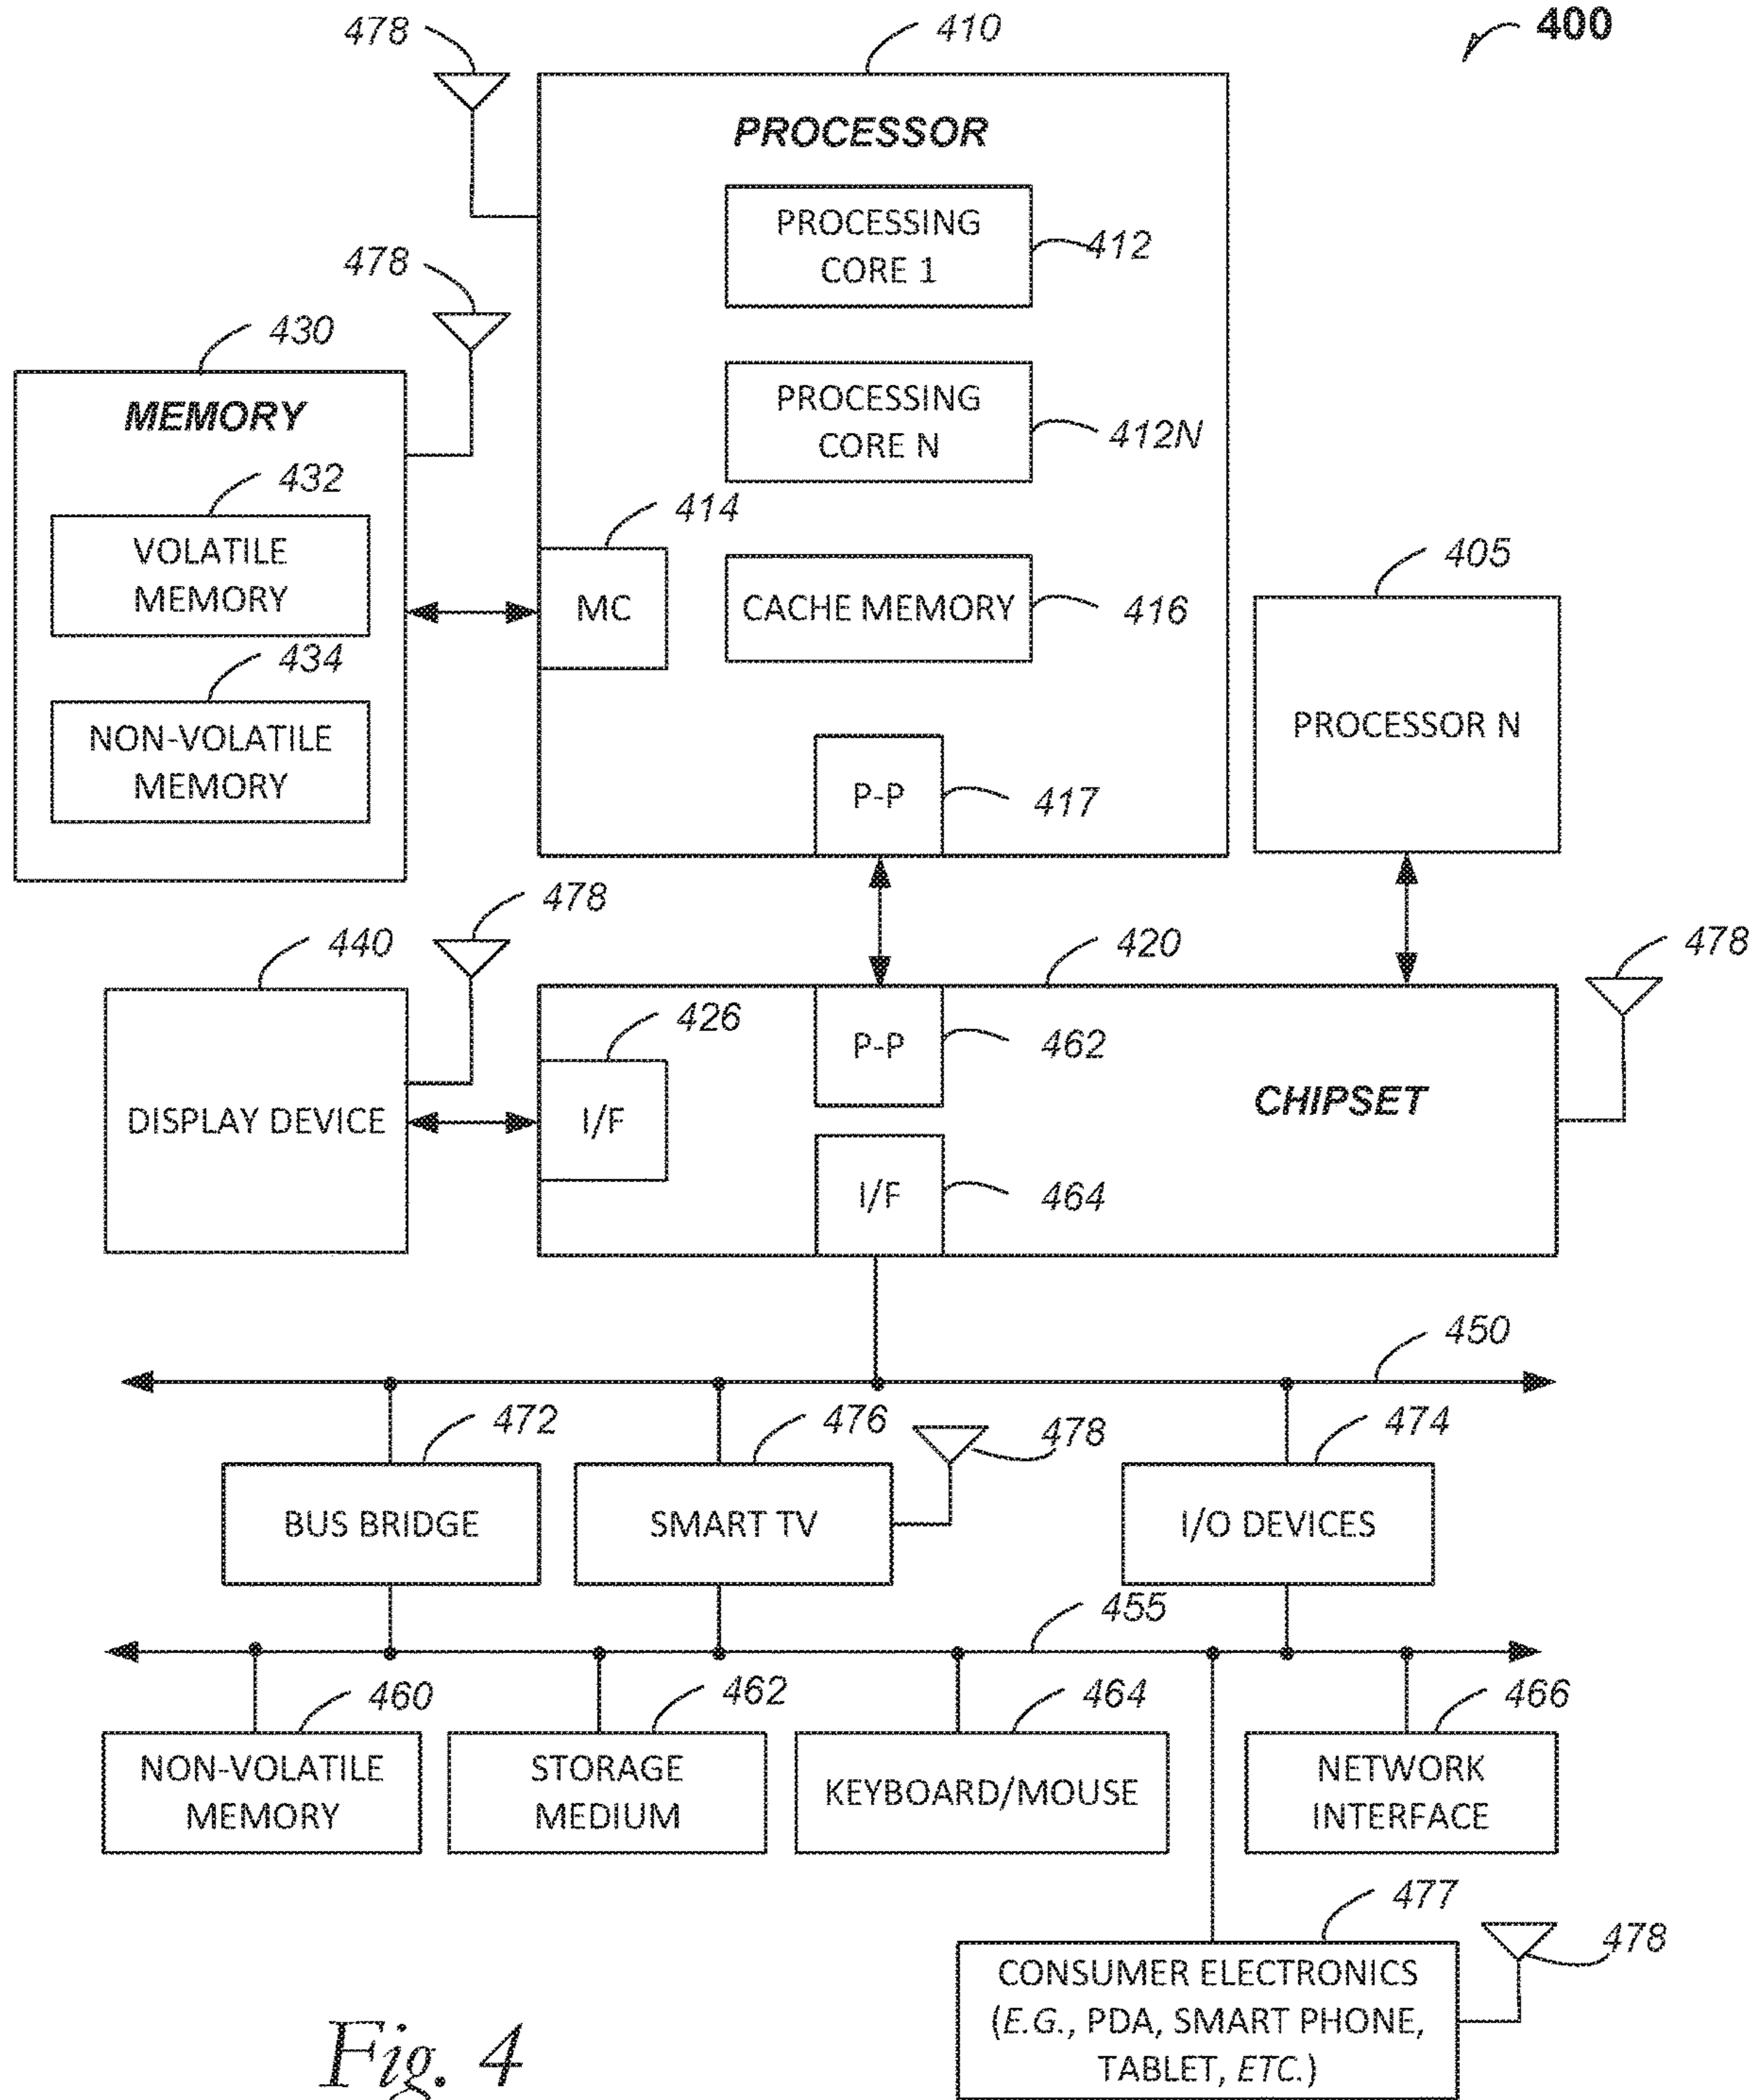 478
410
400
PROCESSOR
PROCESSING
CORE 1
412
478
430
MEMORY
PROCESSING
CORE N
412N
432
VOLATILE
MEMORY
414
MC
CACHE MEMORY
416
405
PROCESSOR N
434
NON-VOLATILE
MEMORY
P-P
417
478
440
DISPLAY DEVICE
420
478
426
I/F
P-P
462
CHIPSET
I/F
464
450
472
BUS BRIDGE
476
SMART TV
478
474
I/O DEVICES
455
460
NON-VOLATILE
MEMORY
462
STORAGE
MEDIUM
464
KEYBOARD/MOUSE
466
NETWORK
INTERFACE
477
CONSUMER ELECTRONICS
(E.G., PDA, SMART PHONE,
TABLET, ETC.)
478
Fig. 4